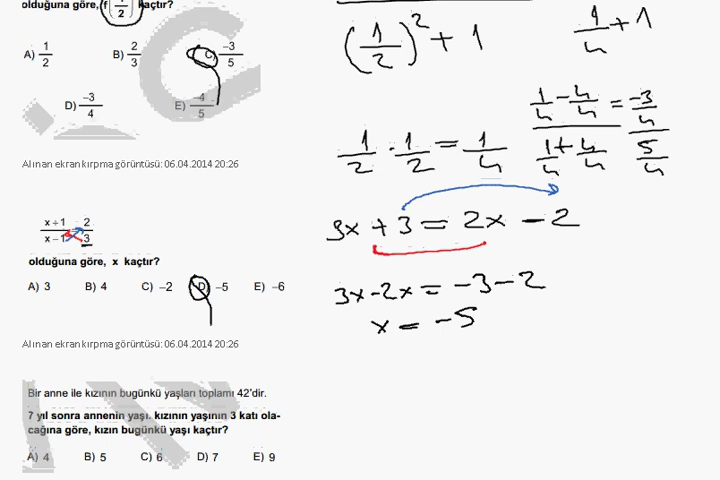 olduğuna göre, f(1/2) kaçtır?
A) 1/2 B) 2/3 C) -3/5
D) -3/4 E) -4/5
Alınan ekran kırpma görüntüsü: 06.04.2014 20:26
x+1/x-1 = 2/3
olduğuna göre, x kaçtır?
A) 3 B) 4 C) -2 D) -5 E) -6
Alınan ekran kırpma görüntüsü: 06.04.2014 20:26
Bir anne ile kızının bugünkü yaşları toplamı 42'dir.
7 yıl sonra annenin yaşı, kızının yaşının 3 katı ola-
cağına göre, kızın bugünkü yaşı kaçtır?
A) 4 B) 5 C) 6 D) 7 E) 9
(1/2)² + 1
1/4 + 1
1/4 - 4/4 = -3/4
1/4 + 4/4 5/4
1/2 . 1/2 = 1/4
3x + 3 = 2x - 2
3x - 2x = -3 - 2
x = -5